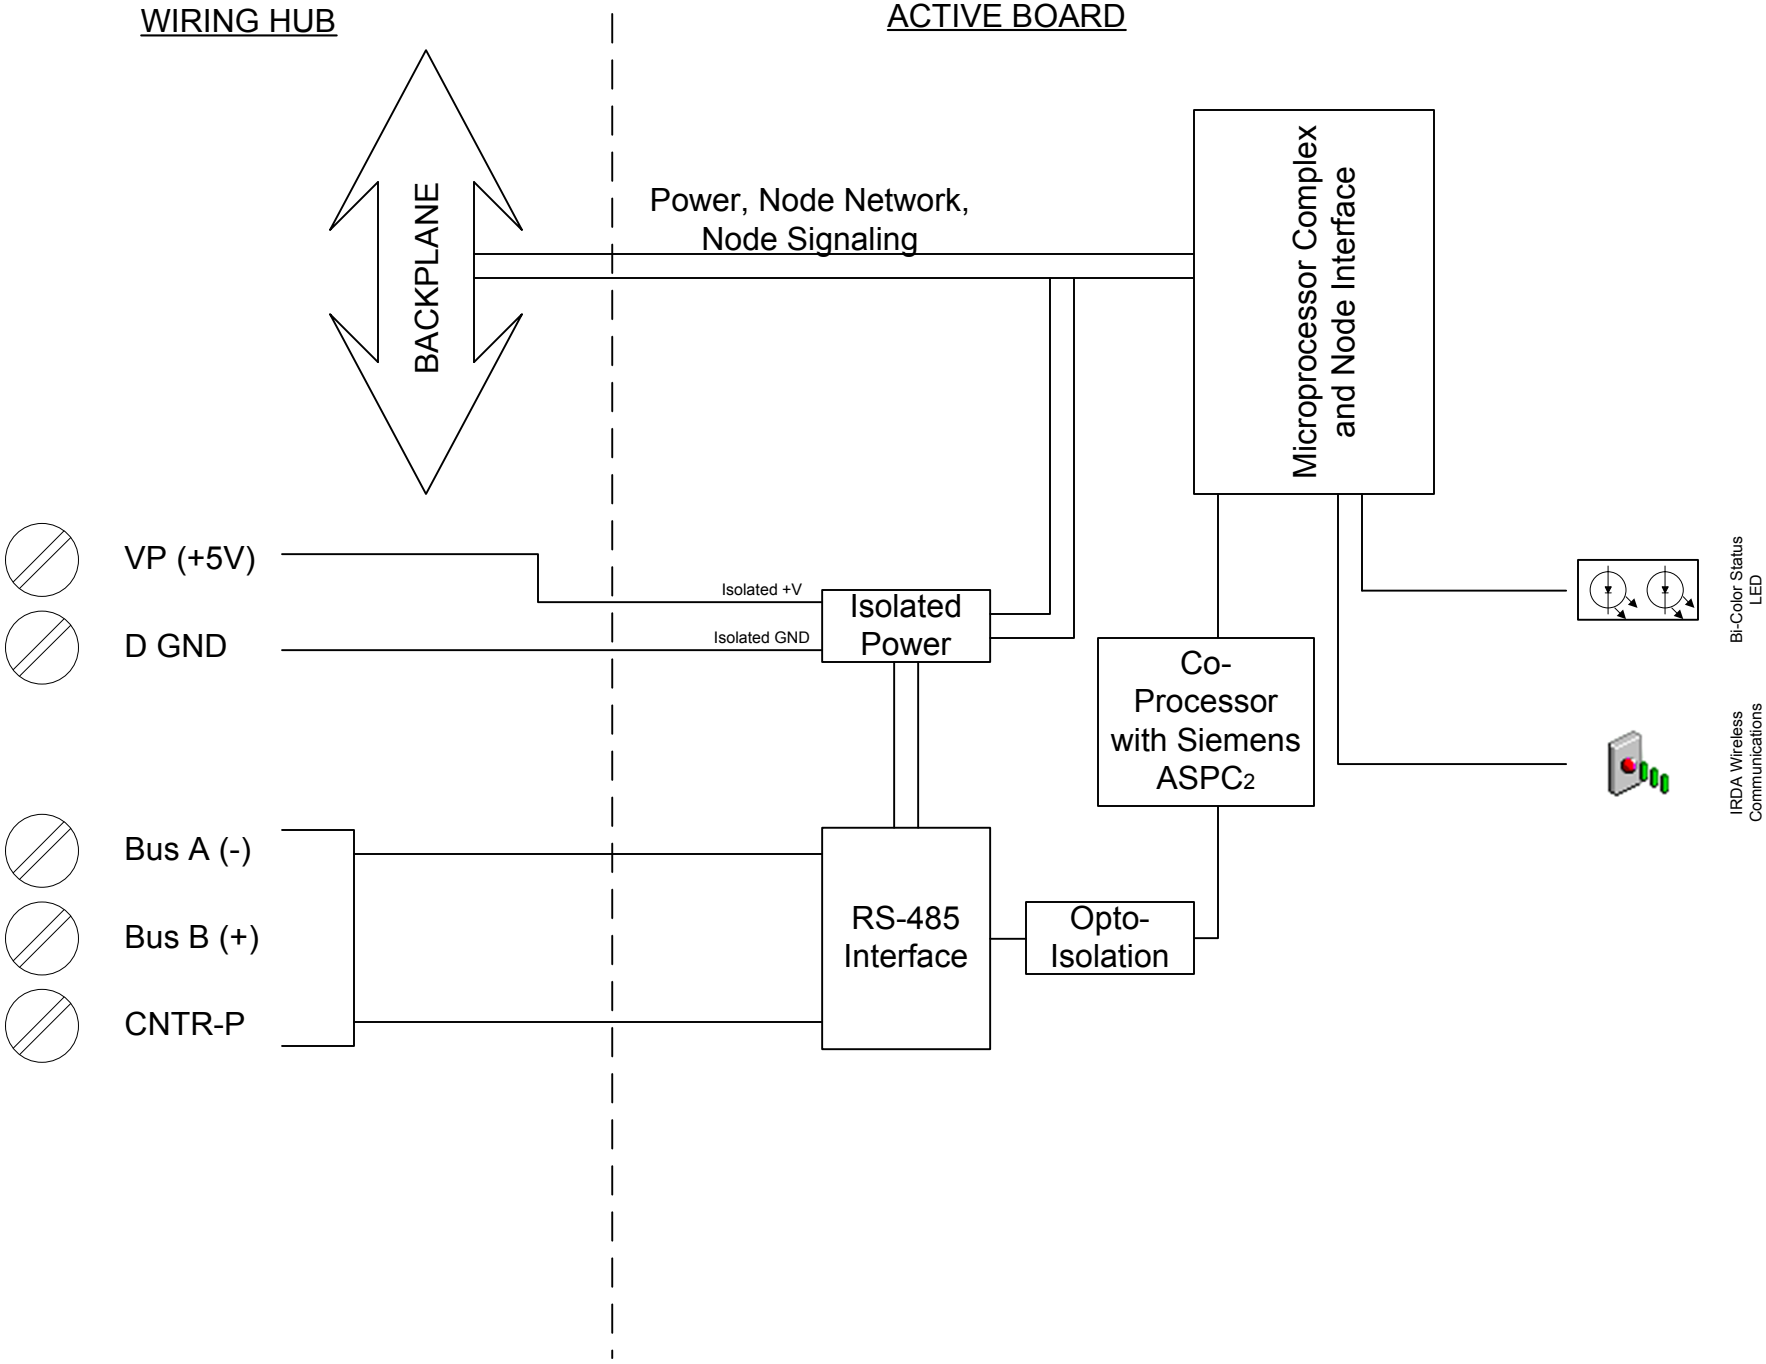 WIRING HUB
ACTIVE BOARD
BACKPLANE
Power, Node Network,
Node Signaling
Microprocessor Complex
and Node Interface
VP (+5V)
D GND
Isolated +V
Isolated GND
Isolated
Power
Co-
Processor
with Siemens
ASPC2
Bi-Color Status
LED
IRDA Wireless
Communications
Bus A (-)
Bus B (+)
CNTR-P
RS-485
Interface
Opto-
Isolation